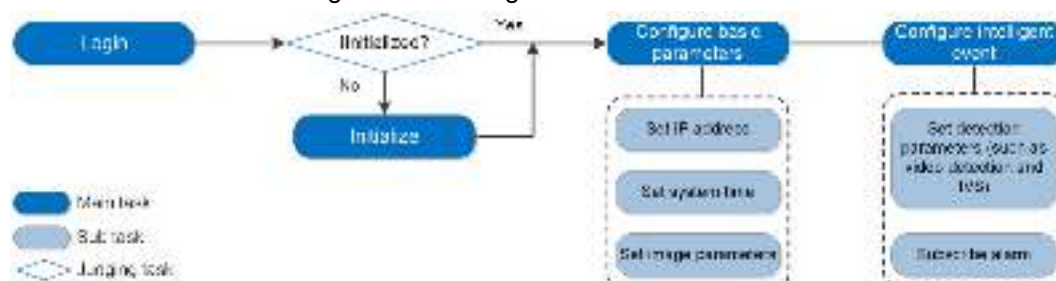 Login
Initialized?
Yes
No
Initialize
Configure basic
parameters
Set IP address
Set system time
Set image parameters
Configure intelligent
event
Set detection
parameters (such as
video detection and
IVS)
Subscribe alarm
Main task
Sub task
Junging task